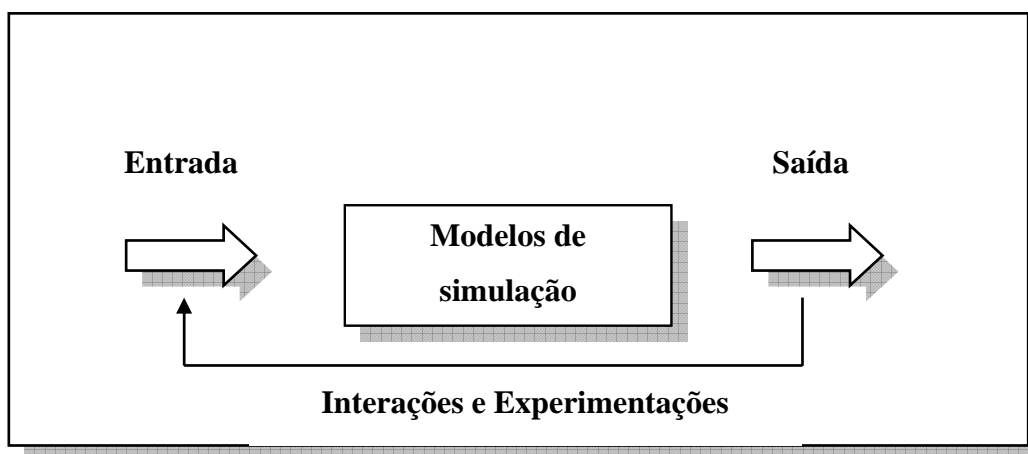 Entrada
Saída
Modelos de
simulação
Interações e Experimentações